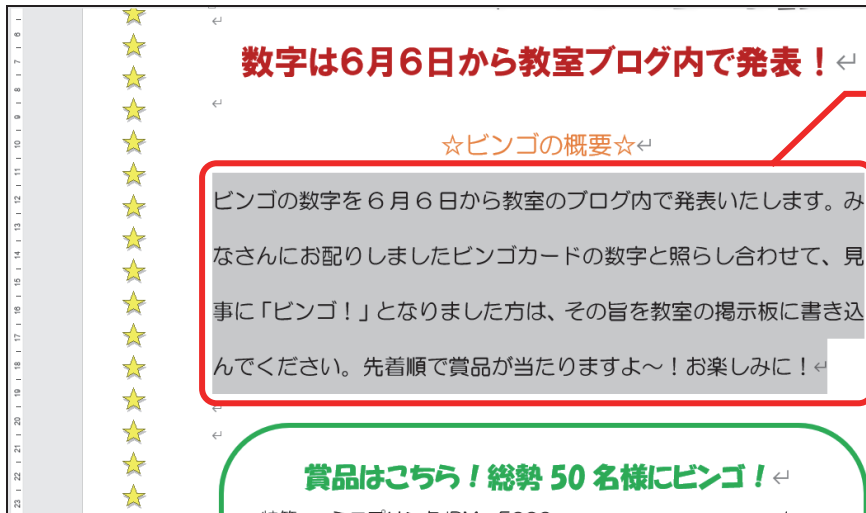 数字は6月6日から教室ブログ内で発表！
☆ビンゴの概要☆
ビンゴの数字を６月６日から教室のブログ内で発表いたします。み
なさんにお配りしましたビンゴカードの数字と照らし合わせて、見
事に「ビンゴ！」となりました方は、その旨を教室の掲示板に書き込
んでください。先着順で賞品が当たりますよ～！お楽しみに！
賞品はこちら！総勢 50 名様にビンゴ！